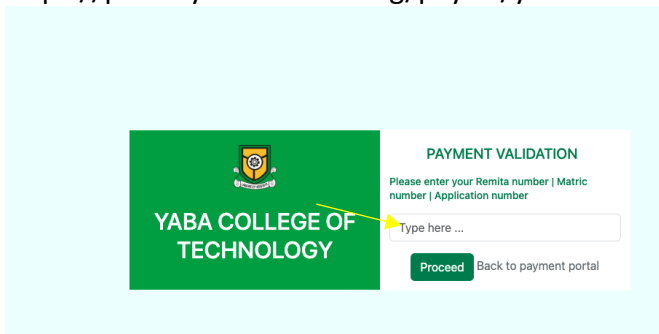 YABA COLLEGE OF
TECHNOLOGY
PAYMENT VALIDATION
Please enter your Remita number | Matric
number | Application number
Type here ...
Proceed Back to payment portal